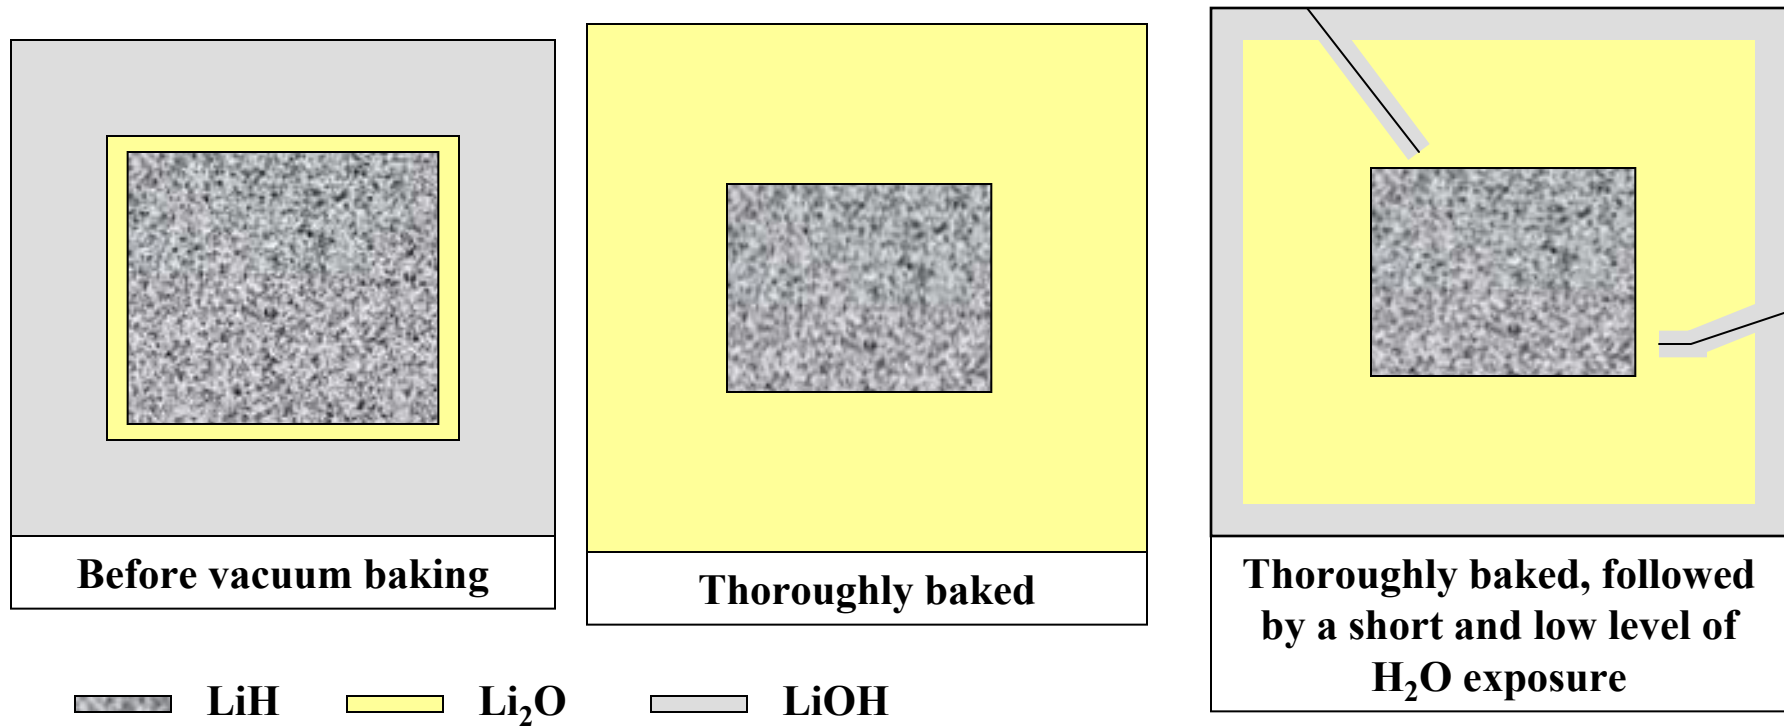 Before vacuum baking
Thoroughly baked
Thoroughly baked, followed
by a short and low level of
H₂O exposure
LiH
Li₂O
LiOH